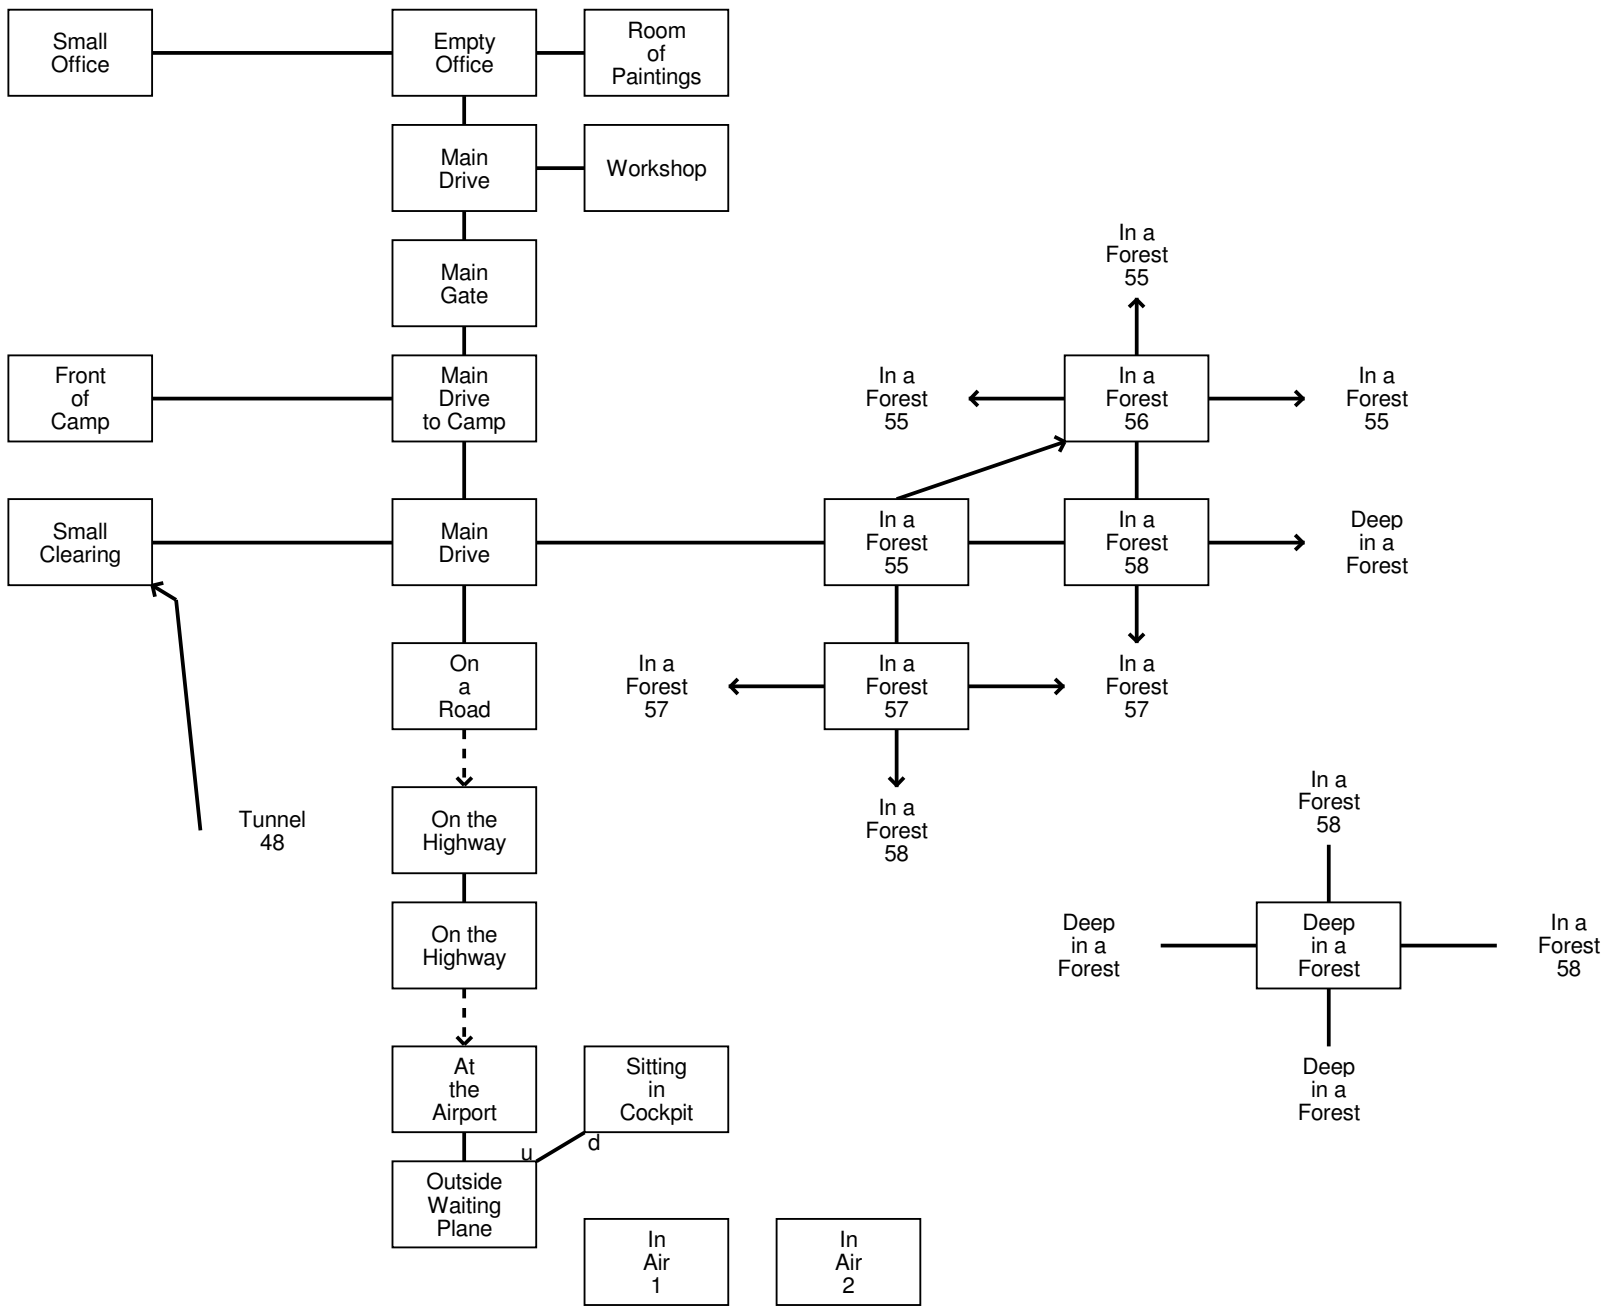 Small
Office
Empty
Office
Room
of
Paintings
Main
Drive
Workshop
Main
Gate
In a
Forest
55
Front
of
Camp
Main
Drive
to Camp
In a
Forest
55
In a
Forest
56
In a
Forest
55
Small
Clearing
Main
Drive
In a
Forest
55
In a
Forest
58
Deep
in a
Forest
On
a
Road
In a
Forest
57
In a
Forest
57
In a
Forest
57
Tunnel
48
On the
Highway
In a
Forest
58
In a
Forest
58
On the
Highway
Deep
in a
Forest
Deep
in a
Forest
In a
Forest
58
At
the
Airport
Sitting
in
Cockpit
Deep
in a
Forest
u
d
Outside
Waiting
Plane
In
Air
1
In
Air
2